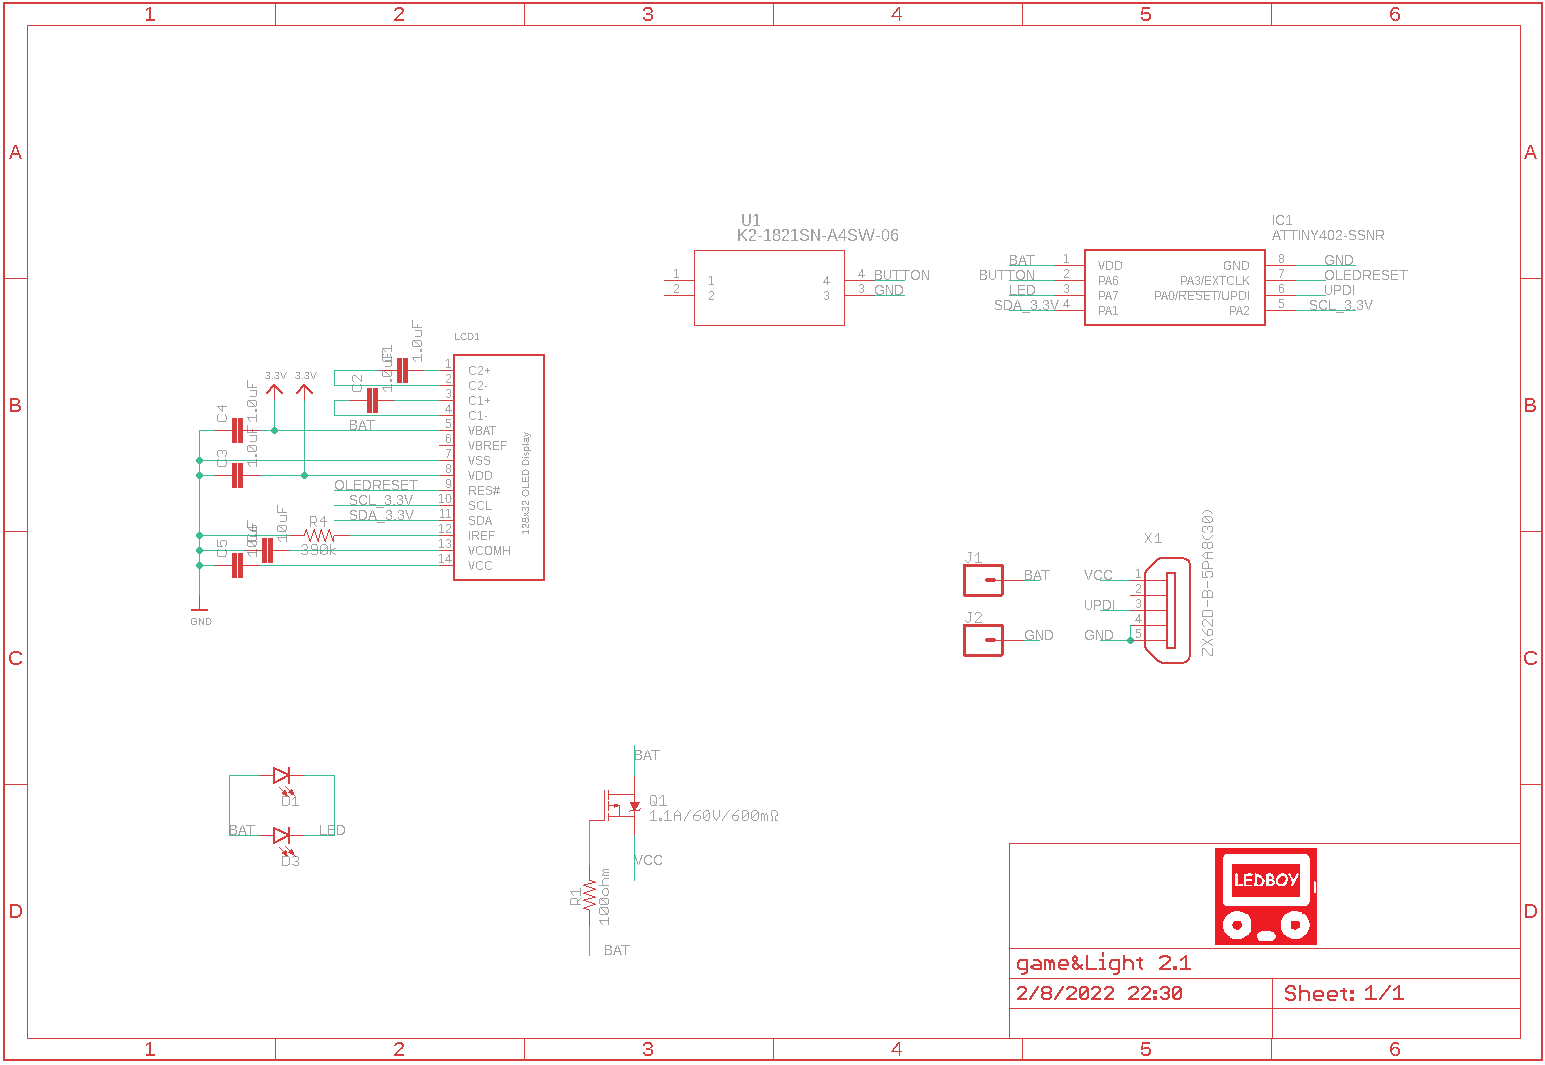 1 2 3 4 5 6
A A
B B
C C
D D
U1
K2-1821SN-A4SW-06
1 1 4 4 BUTTON
2 2 3 3 GND
IC1
ATTINY402-SSNR
BAT 1 VDD GND 8 GND
BUTTON 2 PA6 PA3/EXTCLK 7 OLEDRESET
LED 3 PA7 PA0/RESET/UPDI 6 UPDI
SDA_3.3V 4 PA1 PA2 5 SCL_3.3V
LCD1
128x32 OLED Display
1 C2+
2 C2-
3 C1+
4 C1-
BAT 5 VBAT
6 VBREF
7 VSS
8 VDD
OLEDRESET 9 RES#
SCL_3.3V 10 SCL
SDA_3.3V 11 SDA
12 IREF
13 VCOMH
14 VCC
3.3V 3.3V
1.0uF
C2 1.0uF
C4 1.0uF
C3 1.0uF
R4
390k
10uF
C5
GND
J1
BAT
J2
GND
X1
ZX62D-B-5PA8(30)
VCC 1
2
UPDI 3
4
GND 5
D1
BAT LED
D3
BAT
Q1
1.1A/60V/600mΩ
VCC
R1
100ohm
BAT
LEDBOY
game&Light 2.1
2/8/2022 22:30 Sheet: 1/1
1 2 3 4 5 6